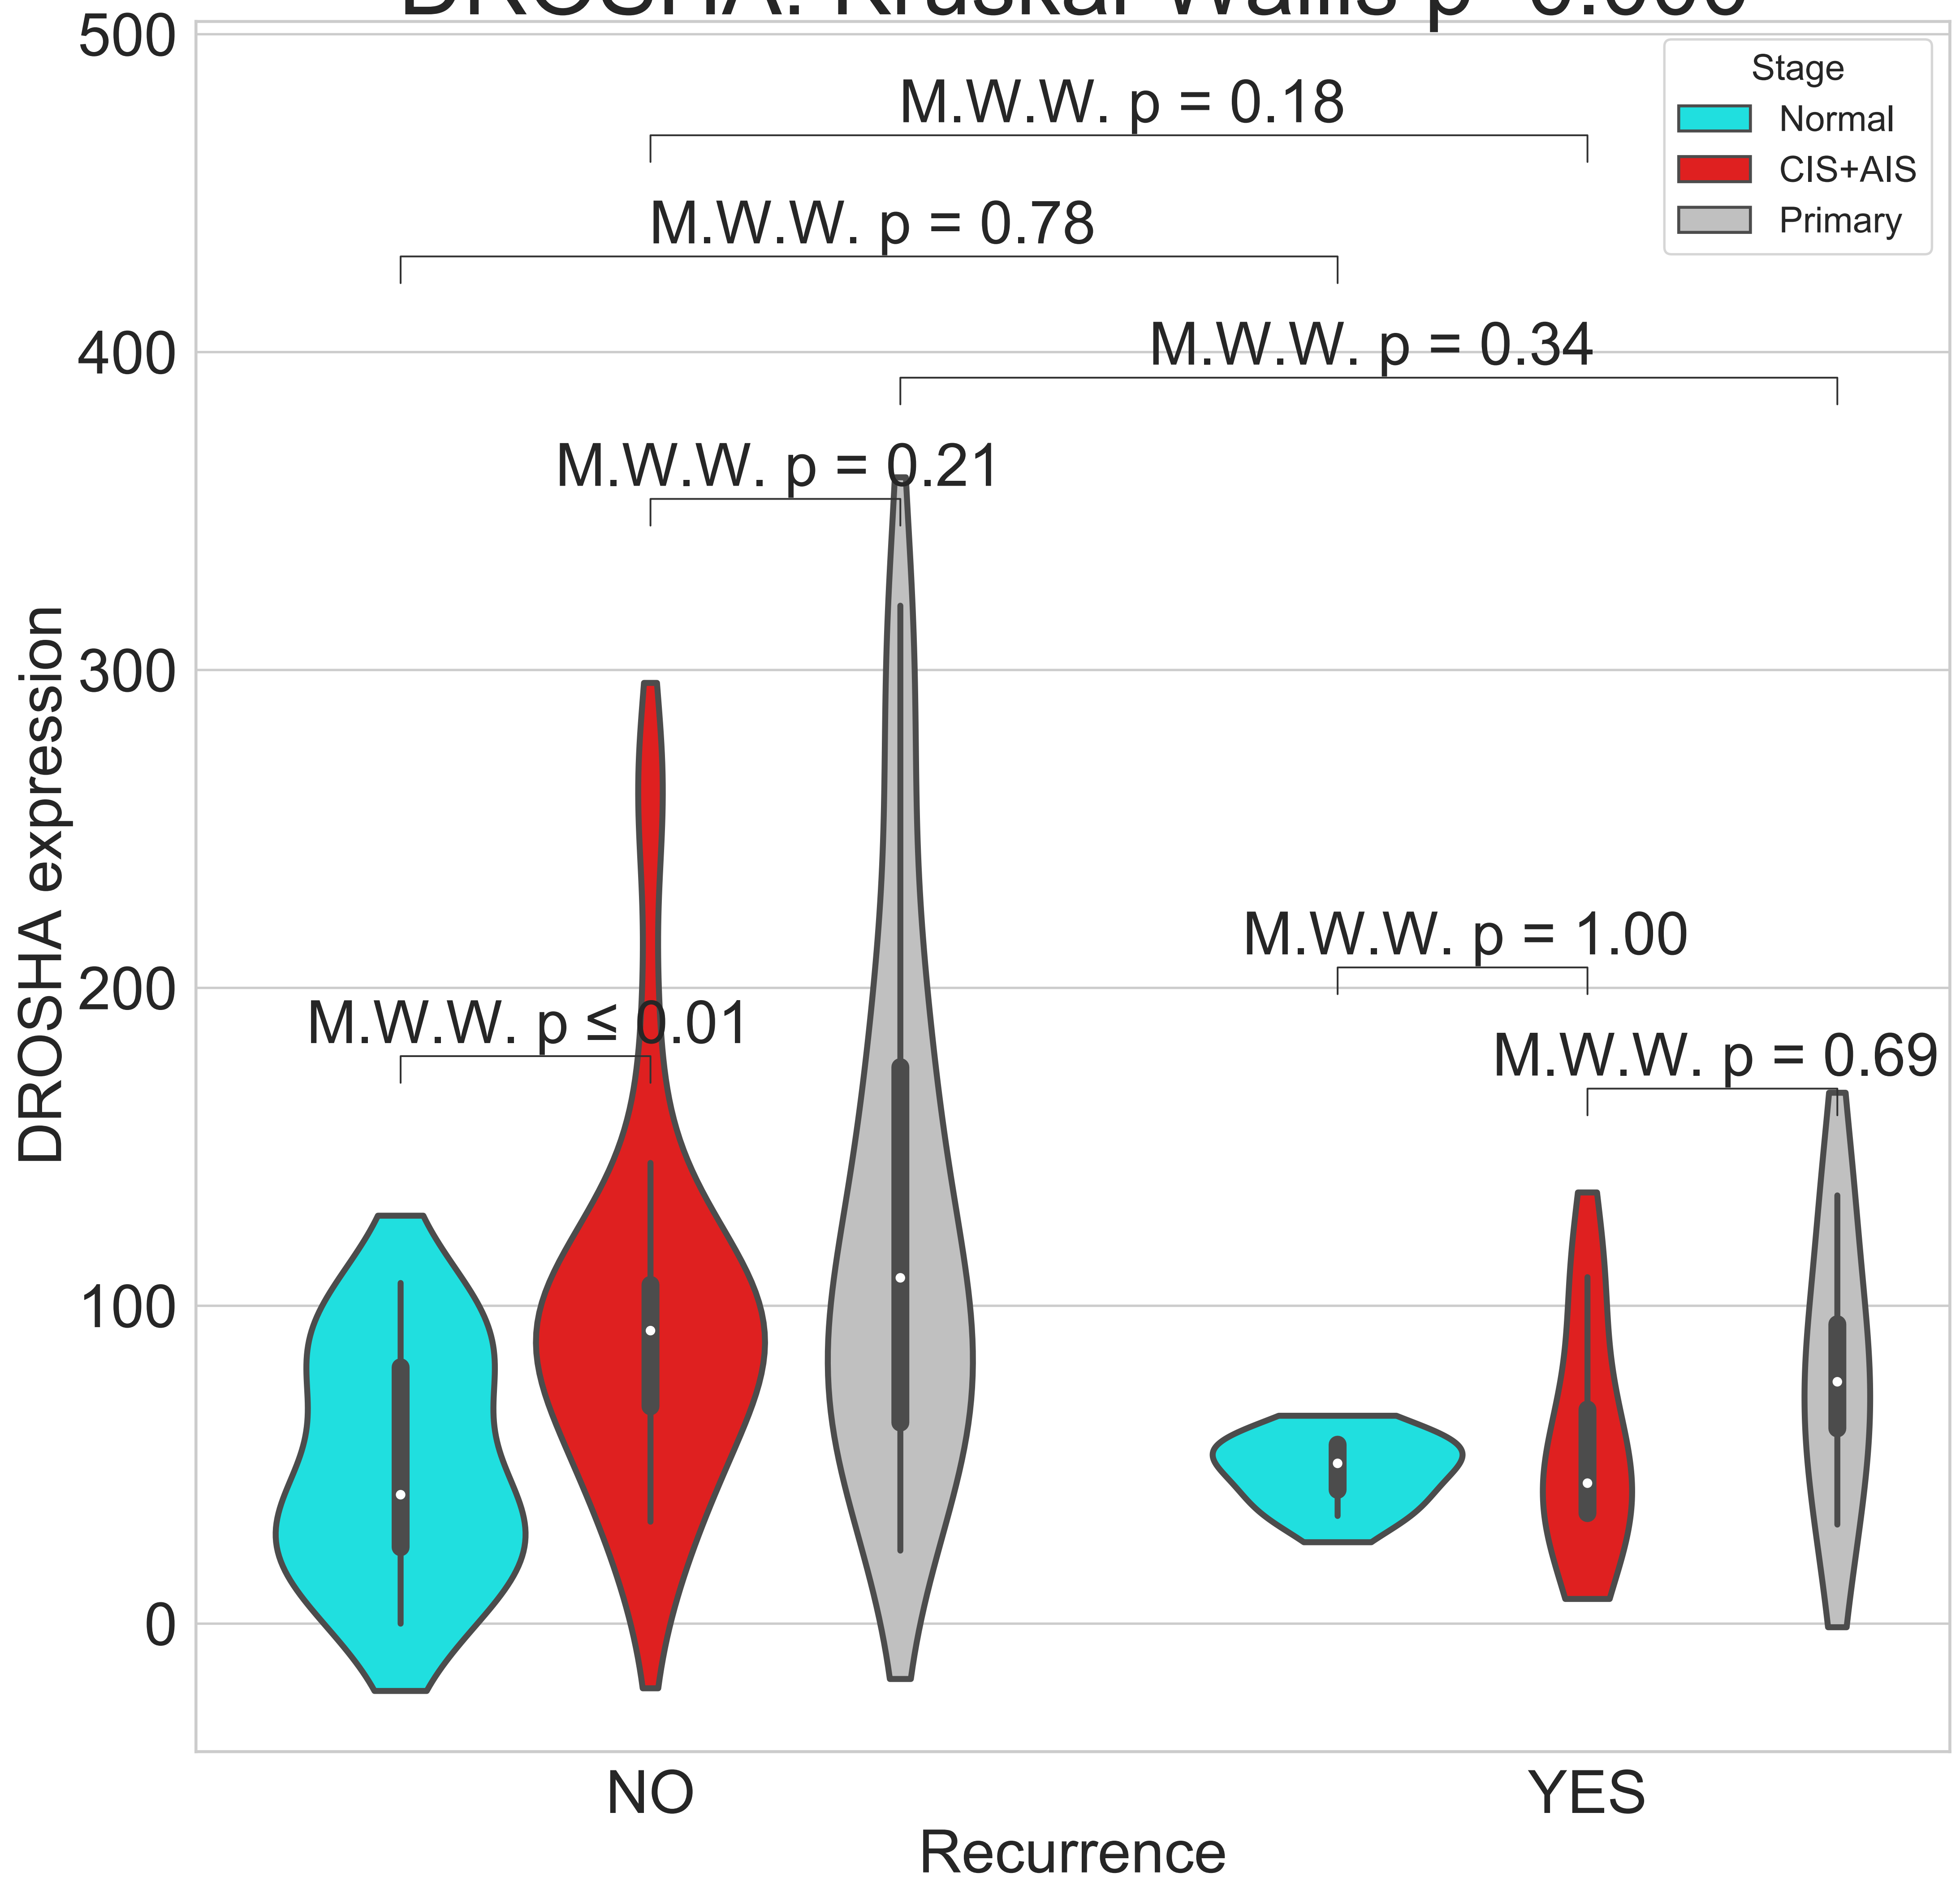 500
Stage
Normal
CIS+AIS
Primary
M.W.W. p = 0.18
M.W.W. p = 0.78
400
M.W.W. p = 0.34
M.W.W. p = 0.21
300
DROSHA expression
M.W.W. p = 1.00
200
M.W.W. p ≤ 0.01
M.W.W. p = 0.69
100
0
NO
YES
Recurrence